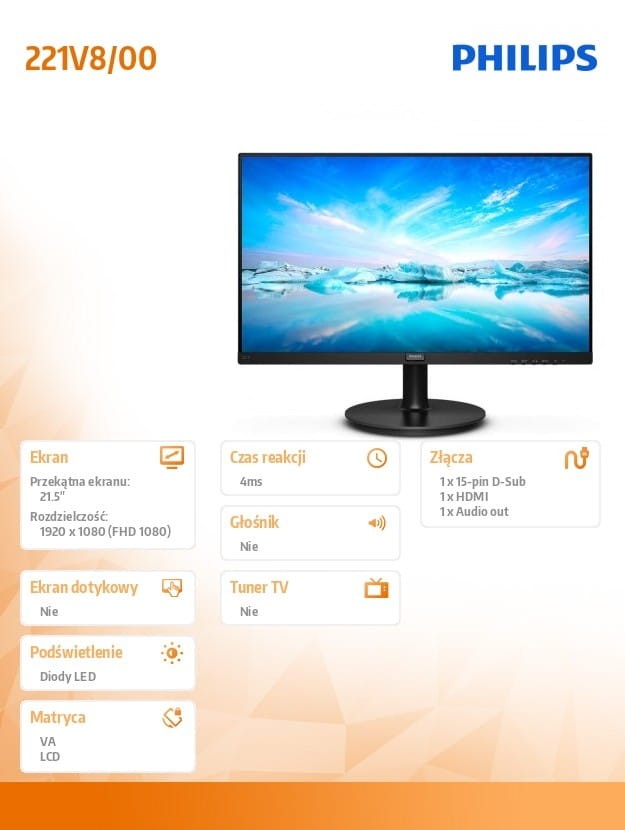 221V8/00
PHILIPS
Ekran
Przekątna ekranu:
21.5"
Rozdzielczość:
1920 x 1080 (FHD 1080)
Czas reakcji
4ms
Głośnik
Nie
Złącza
1 x 15-pin D-Sub
1 x HDMI
1 x Audio out
Ekran dotykowy
Nie
Tuner TV
Nie
Podświetlenie
Diody LED
Matryca
VA
LCD